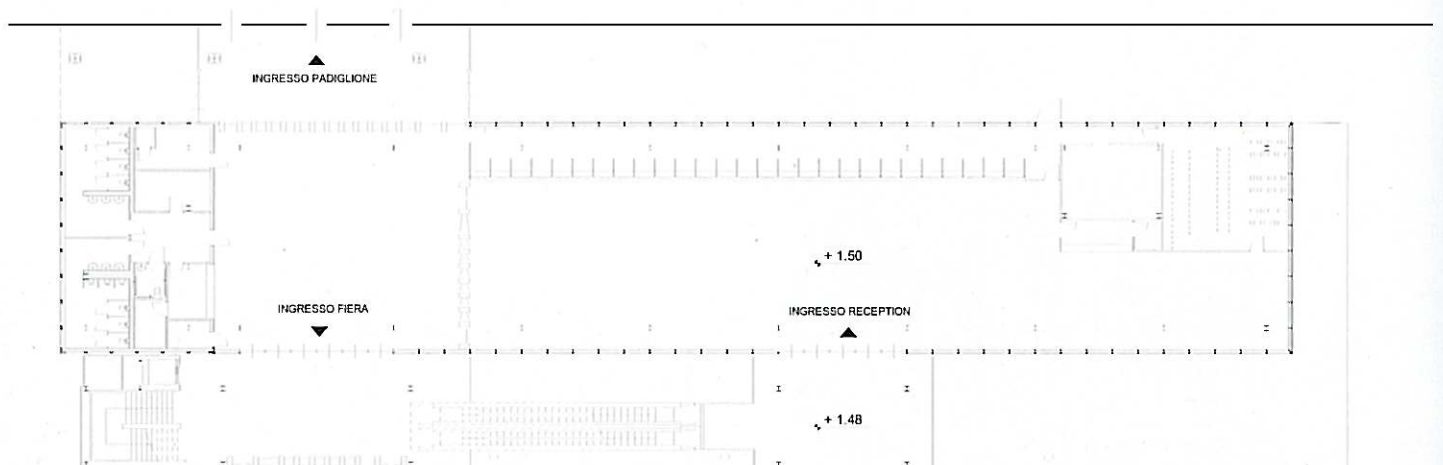 INGRESSO PADIGLIONE
+ 1.50
INGRESSO FIERA
INGRESSO RECEPTION
+ 1.48